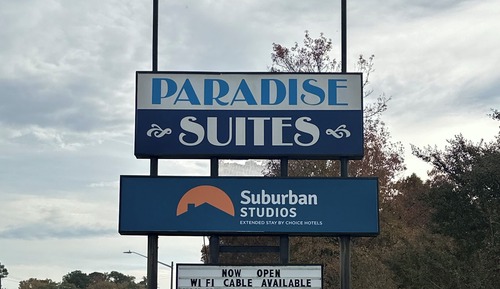 PARADISE
SUITES
Suburban
STUDIOS
EXTENDED STAY BY CHOICE HOTELS
NOW OPEN
WI FI CABLE AVAILABLE